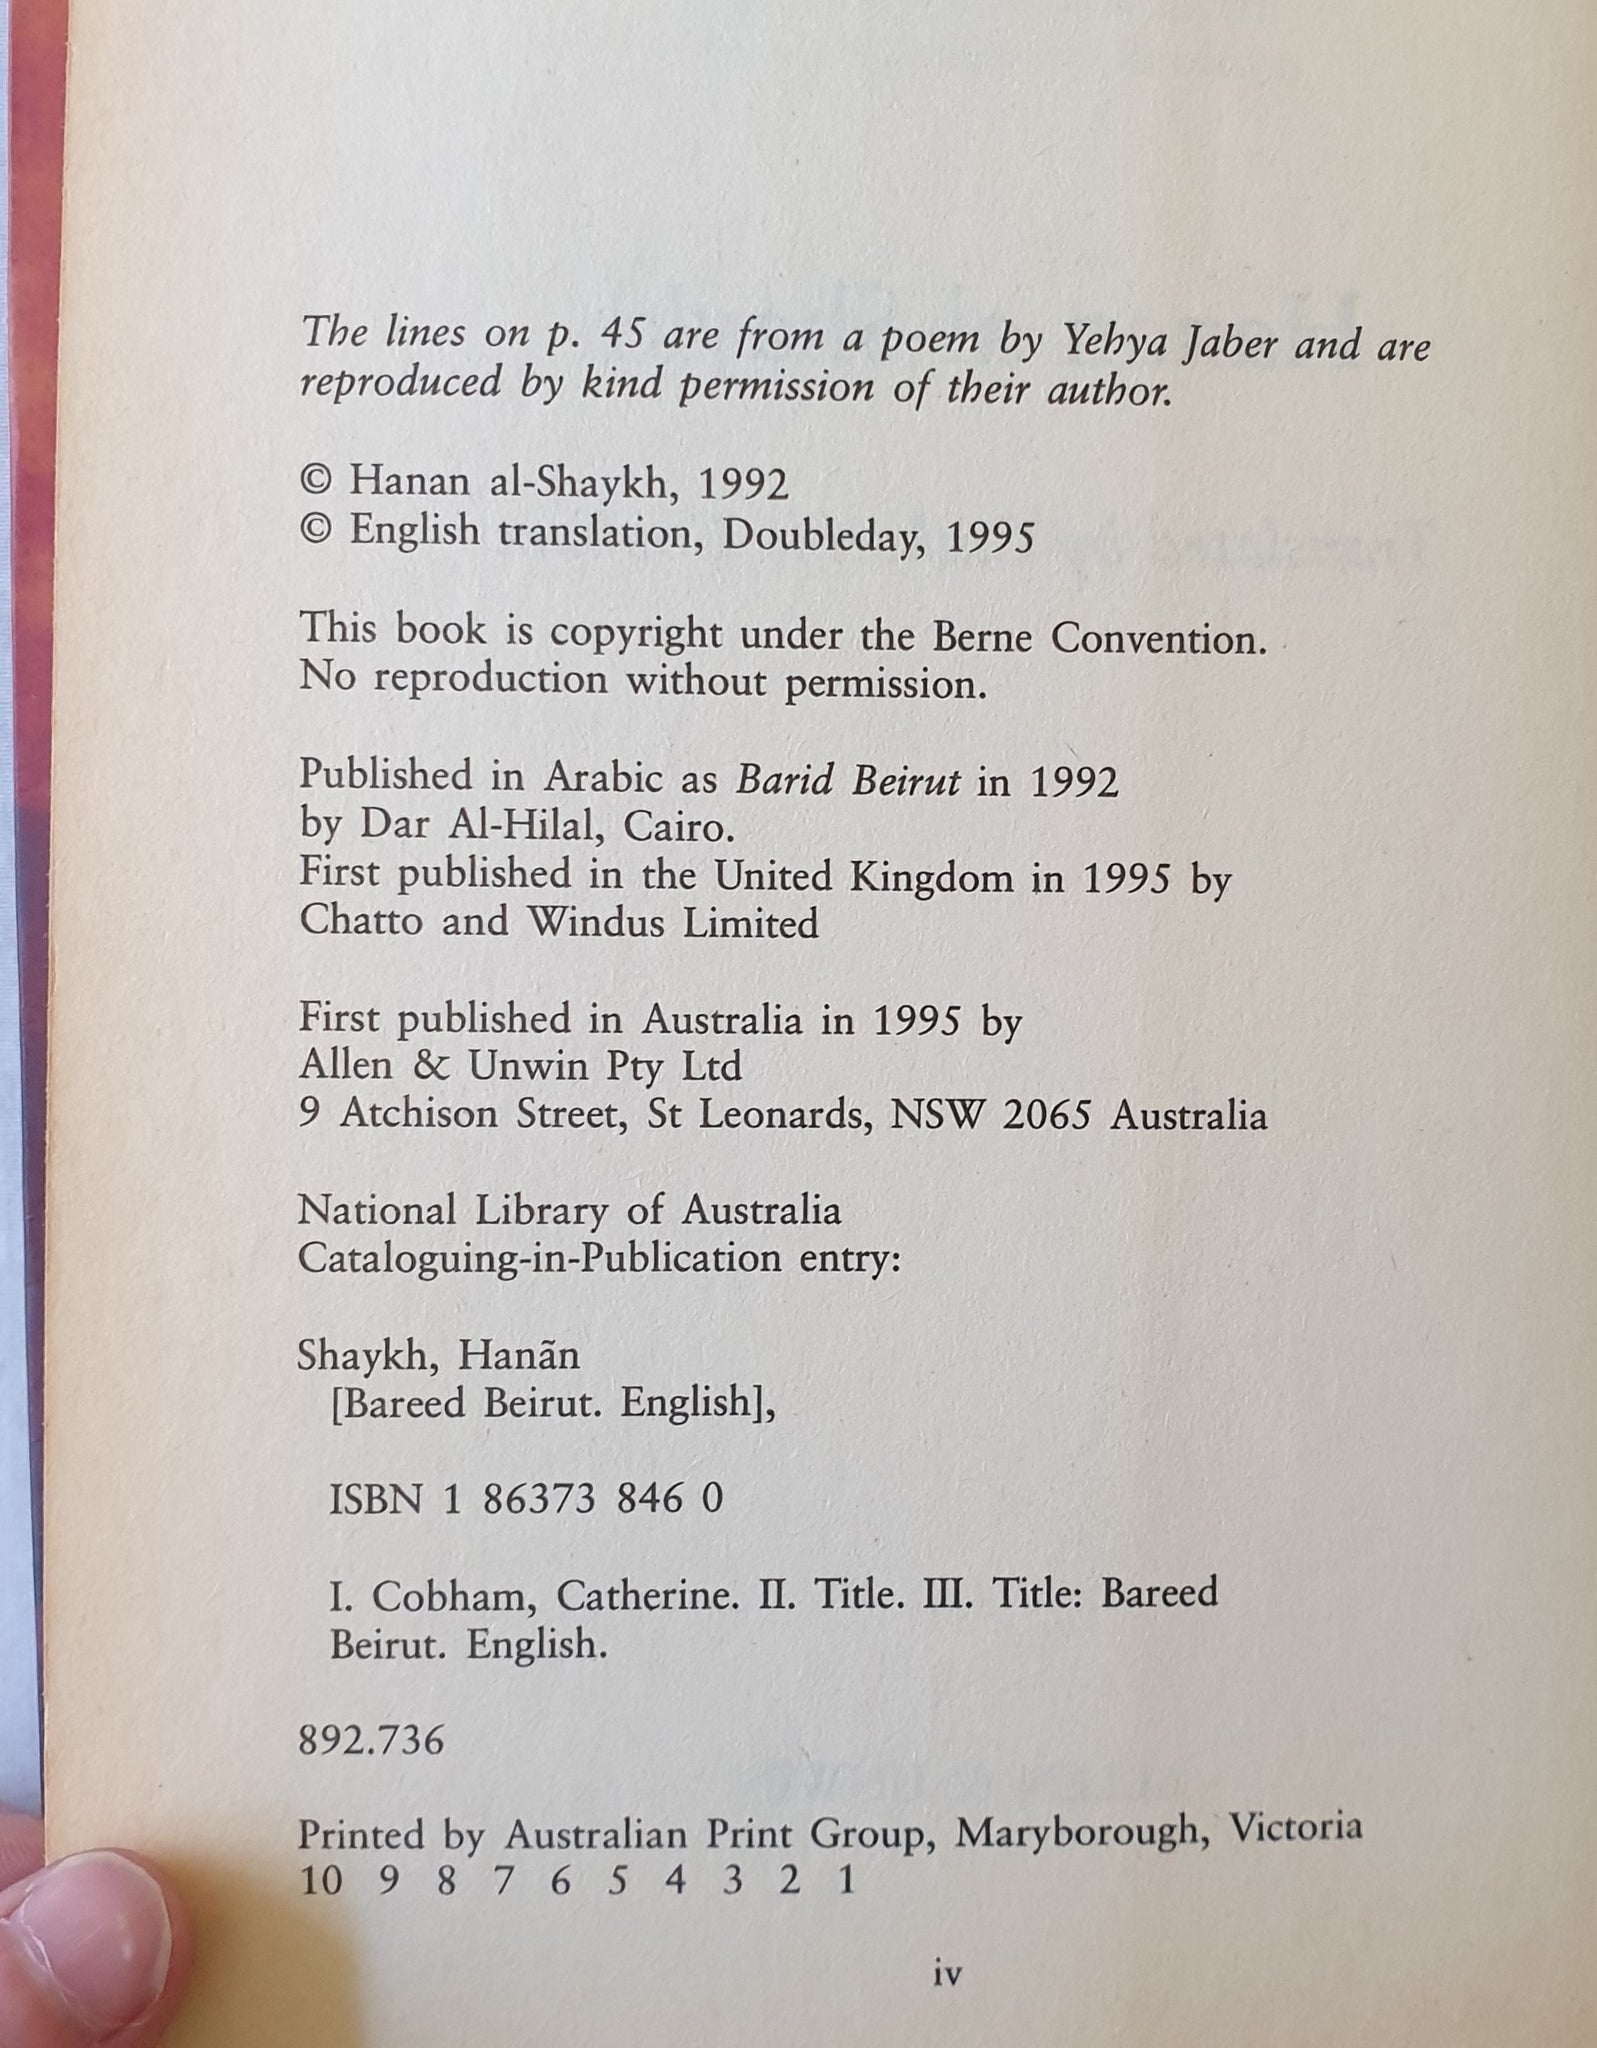 The lines on p. 45 are from a poem by Yehya Jaber and are
reproduced by kind permission of their author.
© Hanan al-Shaykh, 1992
© English translation, Doubleday, 1995
This book is copyright under the Berne Convention.
No reproduction without permission.
Published in Arabic as Barid Beirut in 1992
by Dar Al-Hilal, Cairo.
First published in the United Kingdom in 1995 by
Chatto and Windus Limited
First published in Australia in 1995 by
Allen & Unwin Pty Ltd
9 Atchison Street, St Leonards, NSW 2065 Australia
National Library of Australia
Cataloguing-in-Publication entry:
Shaykh, Hanãn
[Bareed Beirut. English],
ISBN 1 86373 846 0
I. Cobham, Catherine. II. Title. III. Title: Bareed
Beirut. English.
892.736
Printed by Australian Print Group, Maryborough, Victoria
10 9 8 7 6 5 4 3 2 1
iv